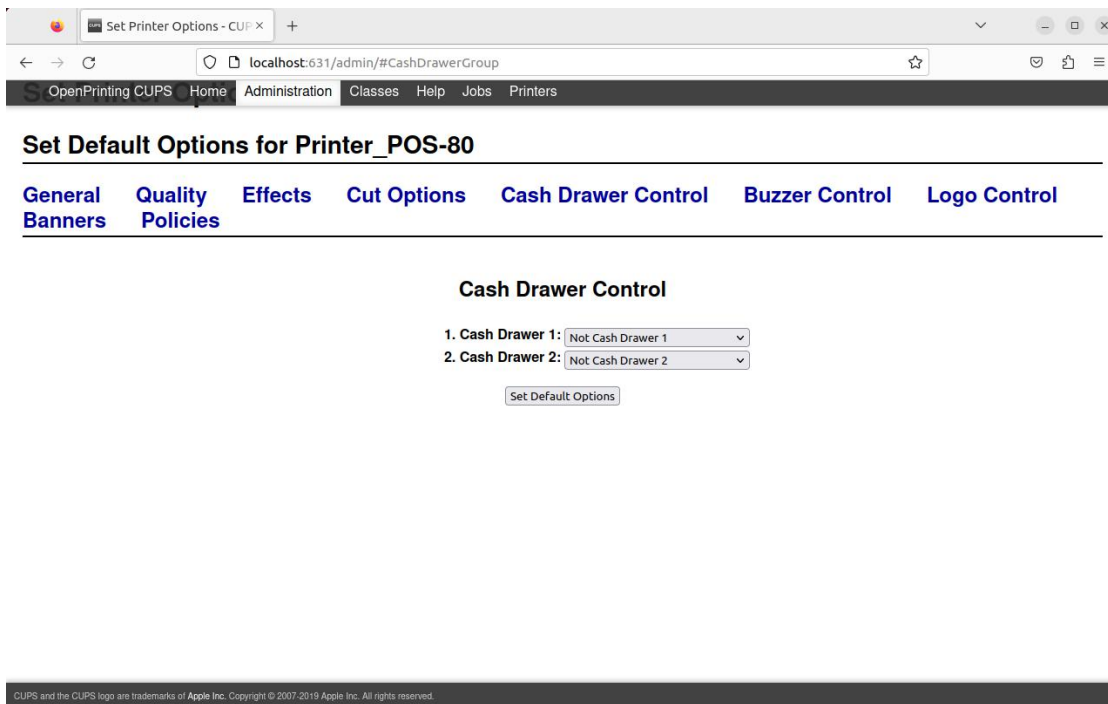 Set Printer Options - CUP
localhost:631/admin/#CashDrawerGroup
OpenPrinting CUPS Home Administration Classes Help Jobs Printers
Set Default Options for Printer_POS-80
General Quality Effects Cut Options Cash Drawer Control Buzzer Control Logo Control
Banners Policies
Cash Drawer Control
1. Cash Drawer 1: Not Cash Drawer 1
2. Cash Drawer 2: Not Cash Drawer 2
Set Default Options
CUPS and the CUPS logo are trademarks of Apple Inc. Copyright © 2007-2019 Apple Inc. All rights reserved.